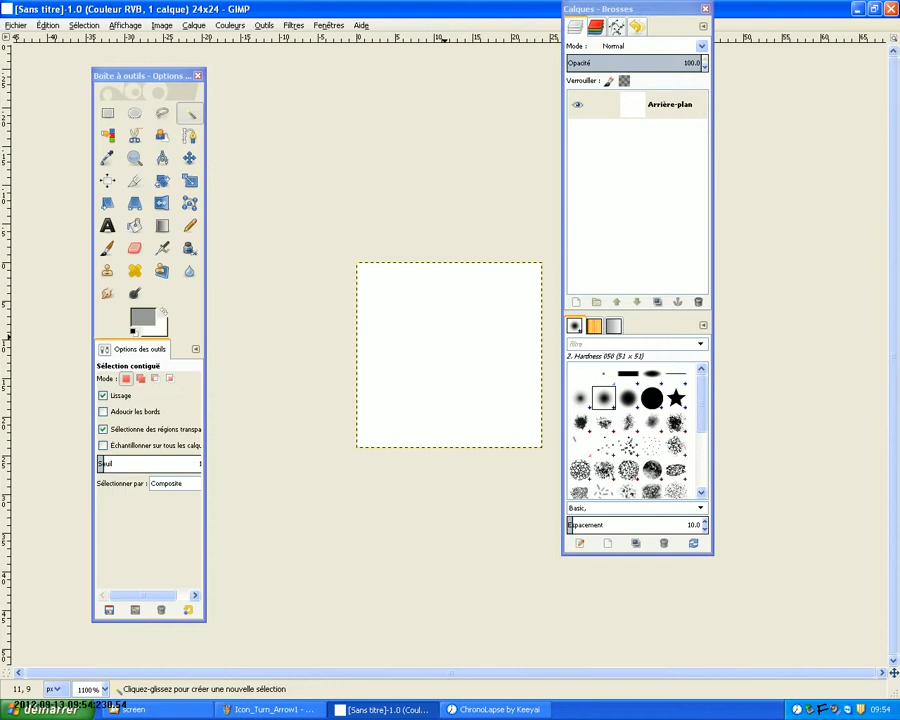 [Sans titre]-1.0 (Couleur RVB, 1 calque) 24x24 – GIMP
Fichier Édition Sélection Affichage Image Calque Couleurs Outils Filtres Fenêtres Aide
Boîte à outils - Options ...
Options des outils
Sélection contiguë
Mode :
Lissage
Adoucir les bords
Sélectionne des régions transpa
Échantillonner sur tous les calq
Seuil 1
Sélectionner par : Composite
Calques - Brosses
Mode : Normal
Opacité 100.0
Verrouiller :
Arrière-plan
filtre
2. Hardness 050 (51 × 51)
Basic,
Espacement 10.0
11, 9 px 1100 % Cliquez-glissez pour créer une nouvelle sélection
démarrer screen Icon_Turn_Arrow1 - ... [Sans titre]-1.0 (Coul... ChronoLapse by Keeyai 09:54